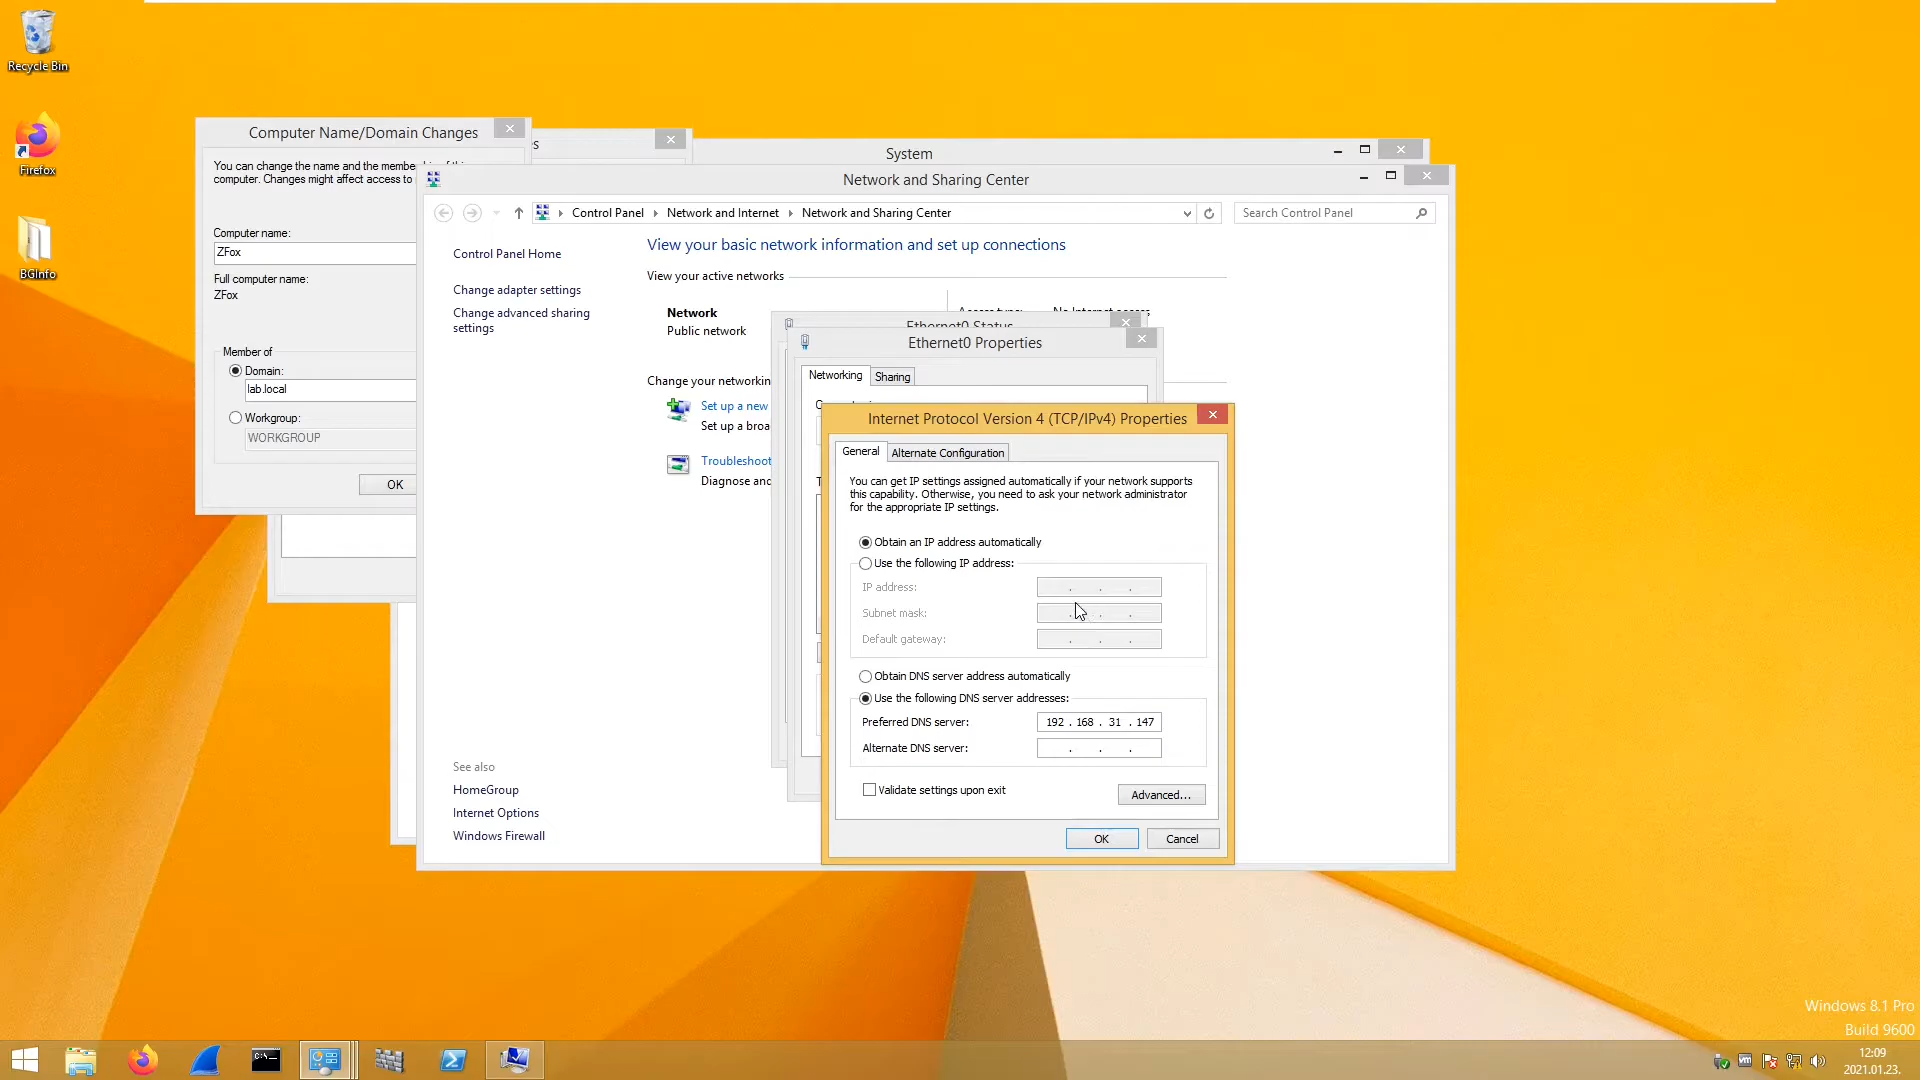 Recycle Bin
Firefox
BGInfo
Computer Name/Domain Changes
You can change the name and the
computer. Changes might affect access to
Computer name:
ZFox
Full computer name:
ZFox
Member of
Domain:
lab.local
Workgroup:
WORKGROUP
OK
System
Network and Sharing Center
Control Panel
Network and Internet
Network and Sharing Center
Search Control Panel
Control Panel Home
Change adapter settings
Change advanced sharing
settings
View your basic network information and set up connections
View your active networks
Network
Public network
Change your networkin
Set up a new
Set up a broa
Troubleshoot
Diagnose and
See also
HomeGroup
Internet Options
Windows Firewall
Ethernet0 Status
Ethernet0 Properties
Networking
Sharing
Internet Protocol Version 4 (TCP/IPv4) Properties
General
Alternate Configuration
You can get IP settings assigned automatically if your network supports
this capability. Otherwise, you need to ask your network administrator
for the appropriate IP settings.
Obtain an IP address automatically
Use the following IP address:
IP address:
Subnet mask:
Default gateway:
Obtain DNS server address automatically
Use the following DNS server addresses:
Preferred DNS server:
192 . 168 . 31 . 147
Alternate DNS server:
Validate settings upon exit
Advanced...
OK
Cancel
Windows 8.1 Pro
Build 9600
12:09
2021.01.23.